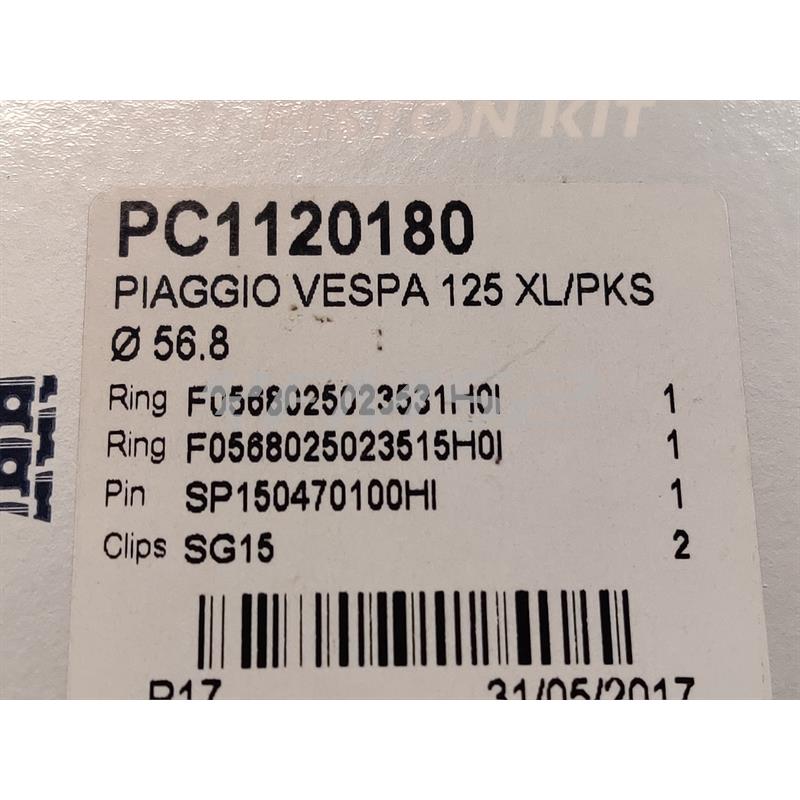 PISTON KIT
PC1120180
PIAGGIO VESPA 125 XL/PKS
Ø 56.8
Ring F0568025023531H0I 1
Ring F0568025023515H0I 1
Pin SP150470100HI 1
Clips SG15 2
R17 31/05/2017